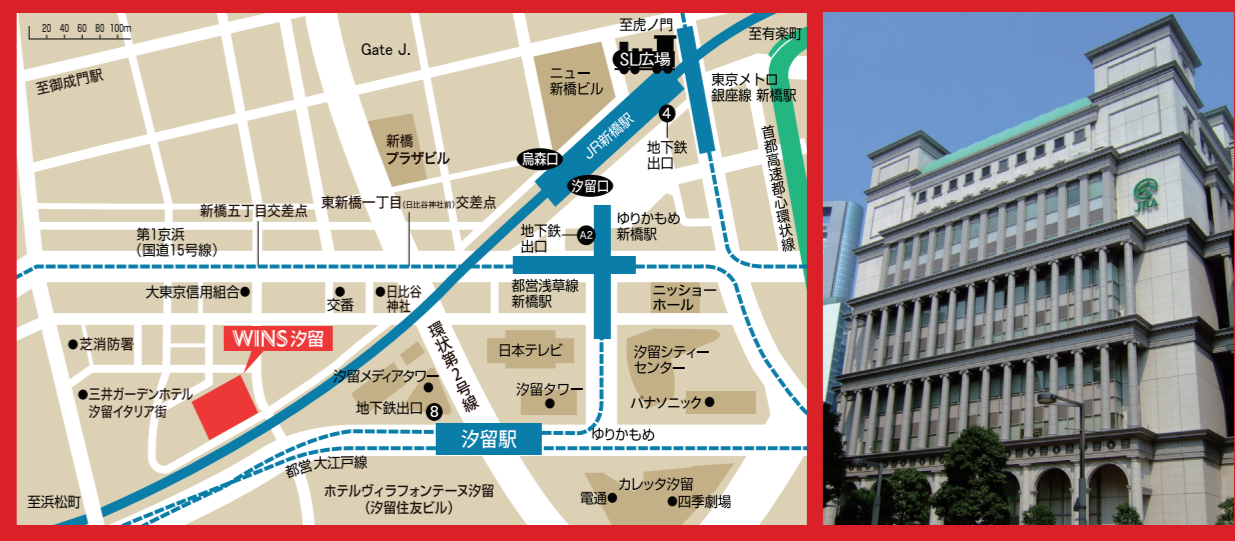 20 40 60 80 100m
至御成門駅
Gate J.
至虎ノ門
SL広場
至有楽町
ニュー
新橋ビル
東京メトロ
銀座線 新橋駅
首都高速都心環状線
4
地下鉄
出口
JR新橋駅
新橋
プラザビル
烏森口
汐留口
新橋五丁目交差点
東新橋一丁目(日比谷神社前)交差点
第1京浜
(国道15号線)
地下鉄
出口
A2
ゆりかもめ
新橋駅
大東京信用組合
交番
日比谷
神社
都営浅草線
新橋駅
ニッショー
ホール
芝消防署
WINS汐留
環状第2号線
日本テレビ
汐留シティー
センター
三井ガーデンホテル
汐留イタリア街
汐留メディアタワー
地下鉄出口 8
汐留タワー
パナソニック
汐留駅
ゆりかもめ
都営大江戸線
至浜松町
ホテルヴィラフォンテーヌ汐留
(汐留住友ビル)
カレッタ汐留
電通
四季劇場
JRA